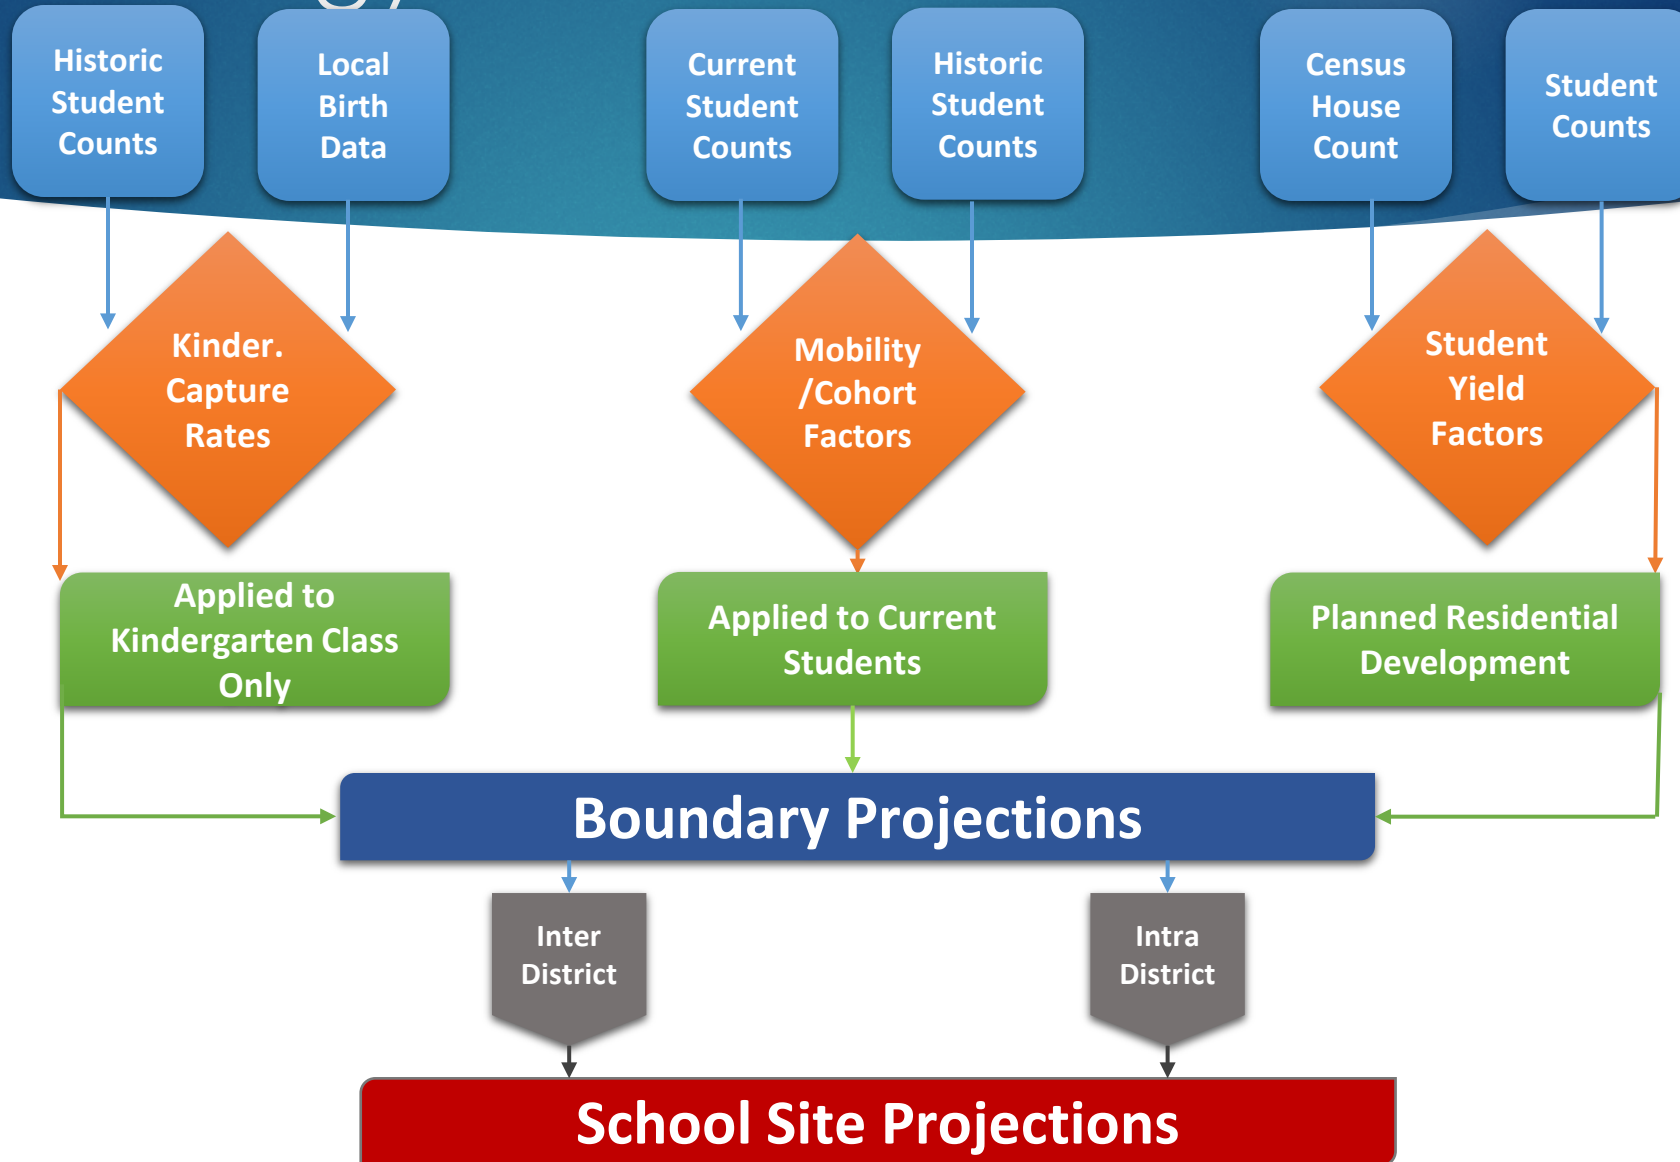 Historic
Student
Counts
Local
Birth
Data
Current
Student
Counts
Historic
Student
Counts
Census
House
Count
Student
Counts
Kinder.
Capture
Rates
Mobility
/Cohort
Factors
Student
Yield
Factors
Applied to
Kindergarten Class
Only
Applied to Current
Students
Planned Residential
Development
Boundary Projections
Inter
District
Intra
District
School Site Projections